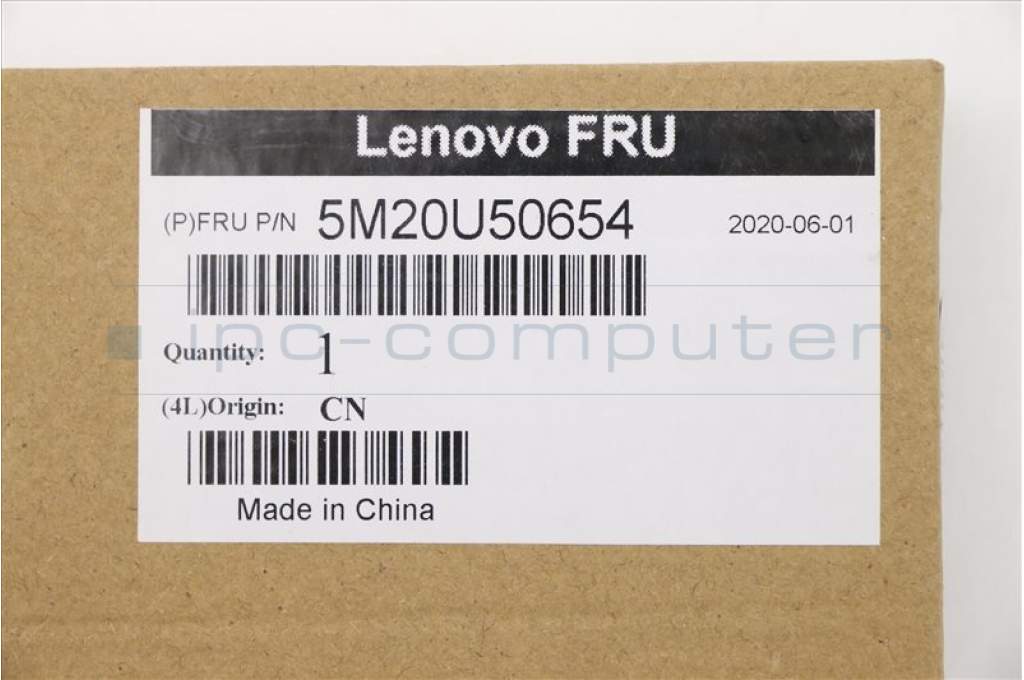 Lenovo FRU
(P)FRU P/N 5M20U50654 2020-06-01
ipc-computer
Quantity: 1
(4L)Origin: CN
Made in China